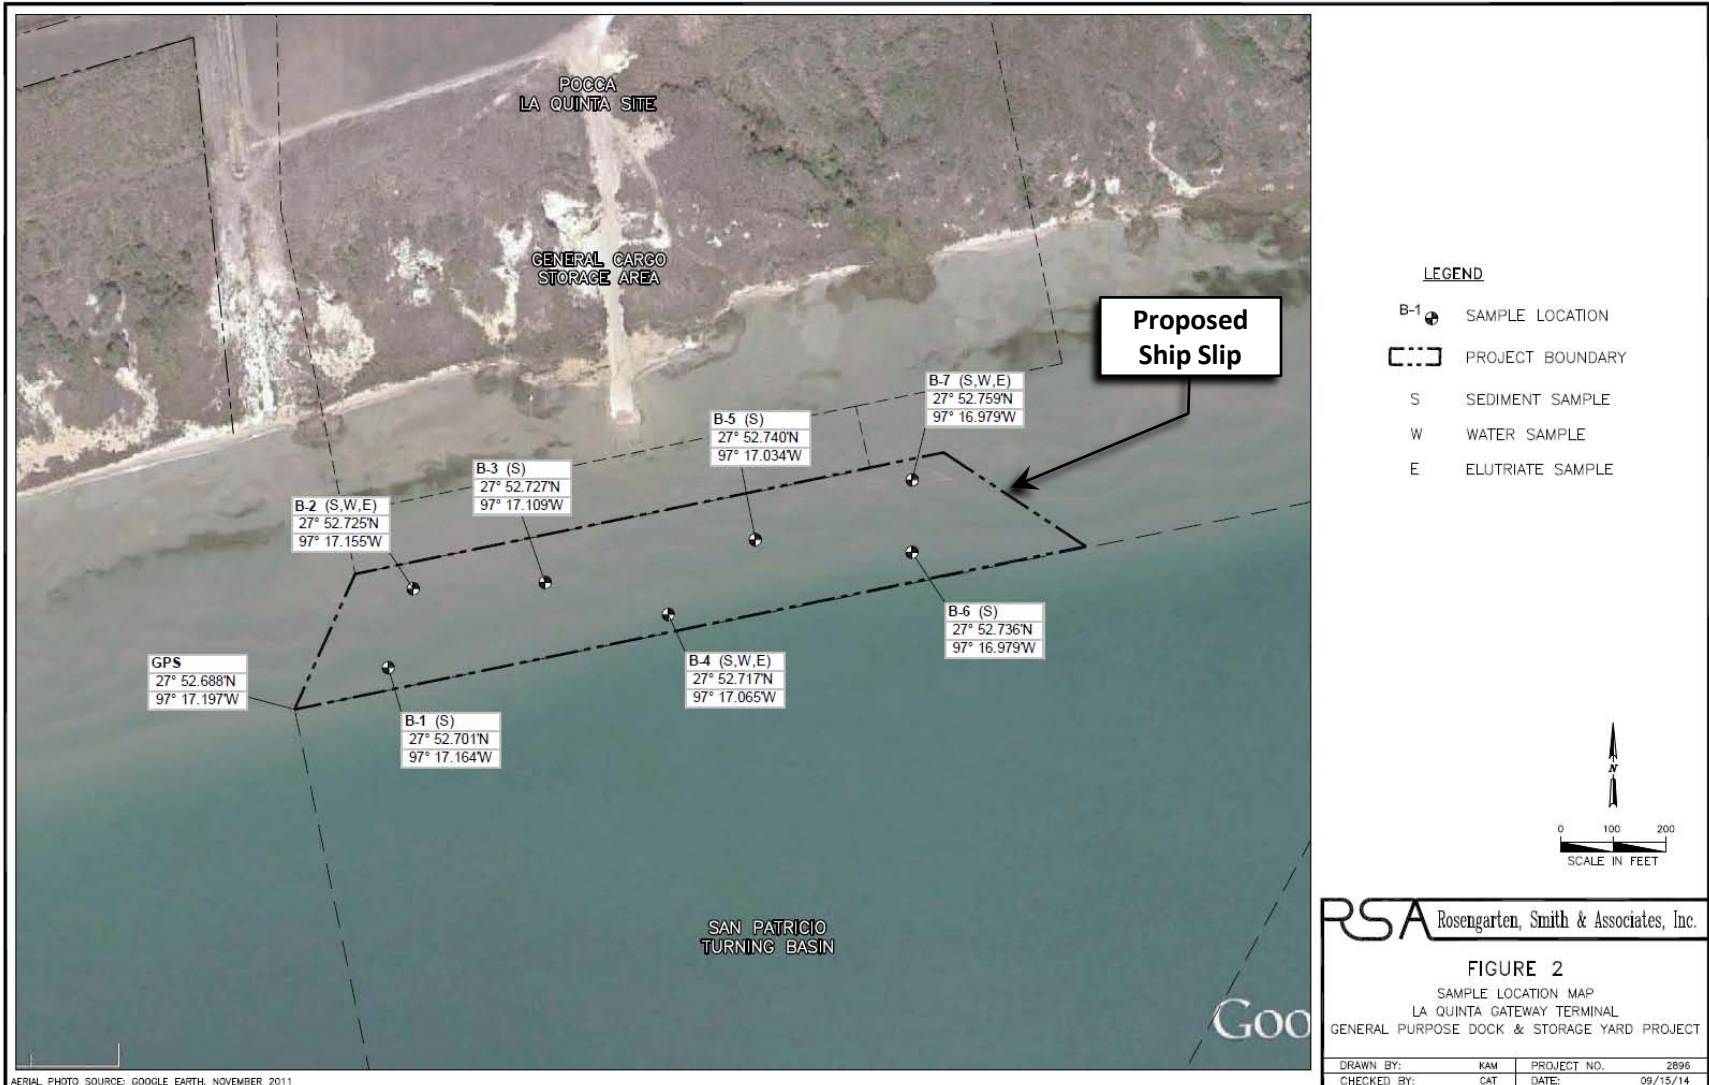 POCCA
LA QUINTA SITE
GENERAL CARGO
STORAGE AREA
Proposed
Ship Slip
B-7 (S,W,E)
27° 52.759'N
97° 16.979'W
B-5 (S)
27° 52.740'N
97° 17.034'W
B-3 (S)
27° 52.727'N
97° 17.109'W
B-2 (S,W,E)
27° 52.725'N
97° 17.155'W
B-6 (S)
27° 52.736'N
97° 16.979'W
B-4 (S,W,E)
27° 52.717'N
97° 17.065'W
GPS
27° 52.688'N
97° 17.197'W
B-1 (S)
27° 52.701'N
97° 17.164'W
SAN PATRICIO
TURNING BASIN
Goo
AERIAL PHOTO SOURCE: GOOGLE EARTH, NOVEMBER 2011
LEGEND
B-1 SAMPLE LOCATION
PROJECT BOUNDARY
S SEDIMENT SAMPLE
W WATER SAMPLE
E ELUTRIATE SAMPLE
N
0 100 200
SCALE IN FEET
RSA Rosengarten, Smith & Associates, Inc.
FIGURE 2
SAMPLE LOCATION MAP
LA QUINTA GATEWAY TERMINAL
GENERAL PURPOSE DOCK & STORAGE YARD PROJECT
DRAWN BY: KAM PROJECT NO. 2896
CHECKED BY: CAT DATE: 09/15/14